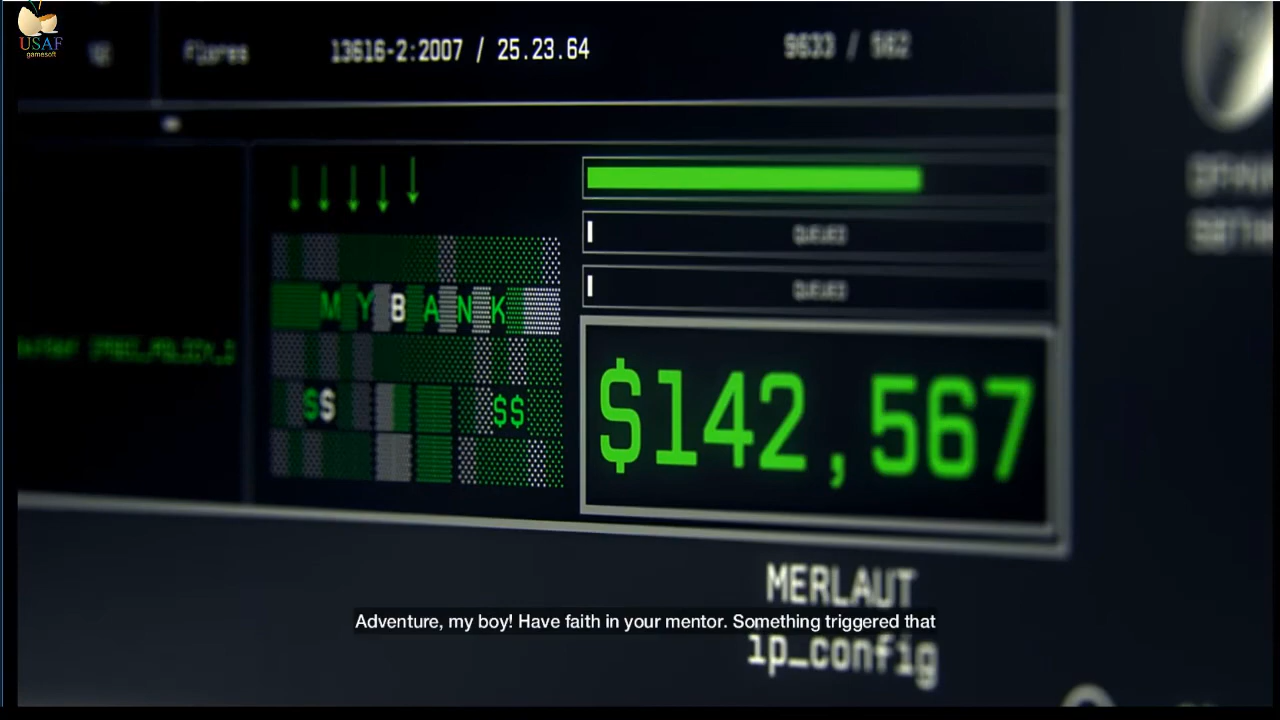 USAF
gamesoft
Flores
13616-2:2007 / 25.23.64
9633 / 562
MYBANK
QUEUED
QUEUED
$$
$$
$142,567
MERLAUT
ip_config
Adventure, my boy! Have faith in your mentor. Something triggered that